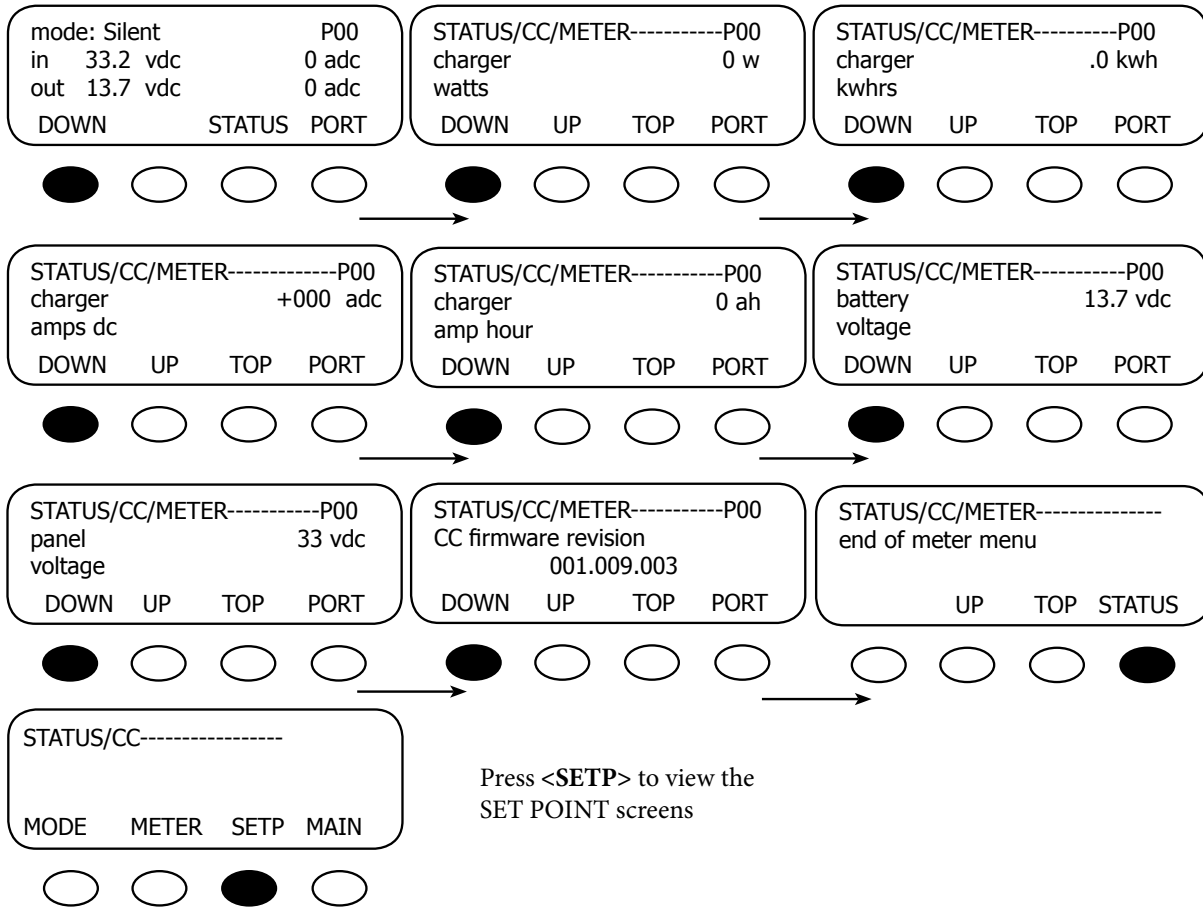 mode: Silent P00
in 33.2 vdc 0 adc
out 13.7 vdc 0 adc
DOWN STATUS PORT
STATUS/CC/METER-----------P00
charger 0 w
watts
DOWN UP TOP PORT
STATUS/CC/METER-----------P00
charger .0 kwh
kwhrs
DOWN UP TOP PORT
STATUS/CC/METER-------------P00
charger +000 adc
amps dc
DOWN UP TOP PORT
STATUS/CC/METER-----------P00
charger 0 ah
amp hour
DOWN UP TOP PORT
STATUS/CC/METER-----------P00
battery 13.7 vdc
voltage
DOWN UP TOP PORT
STATUS/CC/METER-----------P00
panel 33 vdc
voltage
DOWN UP TOP PORT
STATUS/CC/METER-----------P00
CC firmware revision
001.009.003
DOWN UP TOP PORT
STATUS/CC/METER---------------
end of meter menu
UP TOP STATUS
STATUS/CC-----------------
MODE METER SETP MAIN
Press <SETP> to view the
SET POINT screens